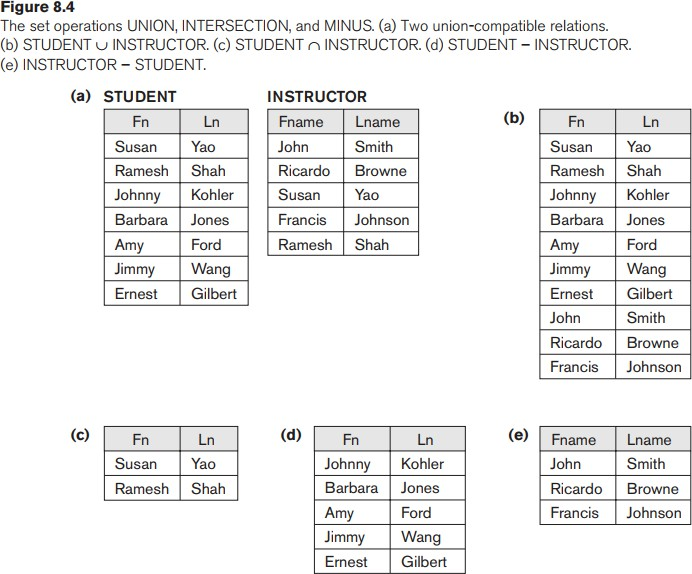 Figure 8.4
The set operations UNION, INTERSECTION, and MINUS. (a) Two union-compatible relations.
(b) STUDENT ∪ INSTRUCTOR. (c) STUDENT ∩ INSTRUCTOR. (d) STUDENT – INSTRUCTOR.
(e) INSTRUCTOR – STUDENT.
(a) STUDENT
Fn Ln
Susan Yao
Ramesh Shah
Johnny Kohler
Barbara Jones
Amy Ford
Jimmy Wang
Ernest Gilbert
INSTRUCTOR
Fname Lname
John Smith
Ricardo Browne
Susan Yao
Francis Johnson
Ramesh Shah
(b)
Fn Ln
Susan Yao
Ramesh Shah
Johnny Kohler
Barbara Jones
Amy Ford
Jimmy Wang
Ernest Gilbert
John Smith
Ricardo Browne
Francis Johnson
(c)
Fn Ln
Susan Yao
Ramesh Shah
(d)
Fn Ln
Johnny Kohler
Barbara Jones
Amy Ford
Jimmy Wang
Ernest Gilbert
(e)
Fname Lname
John Smith
Ricardo Browne
Francis Johnson